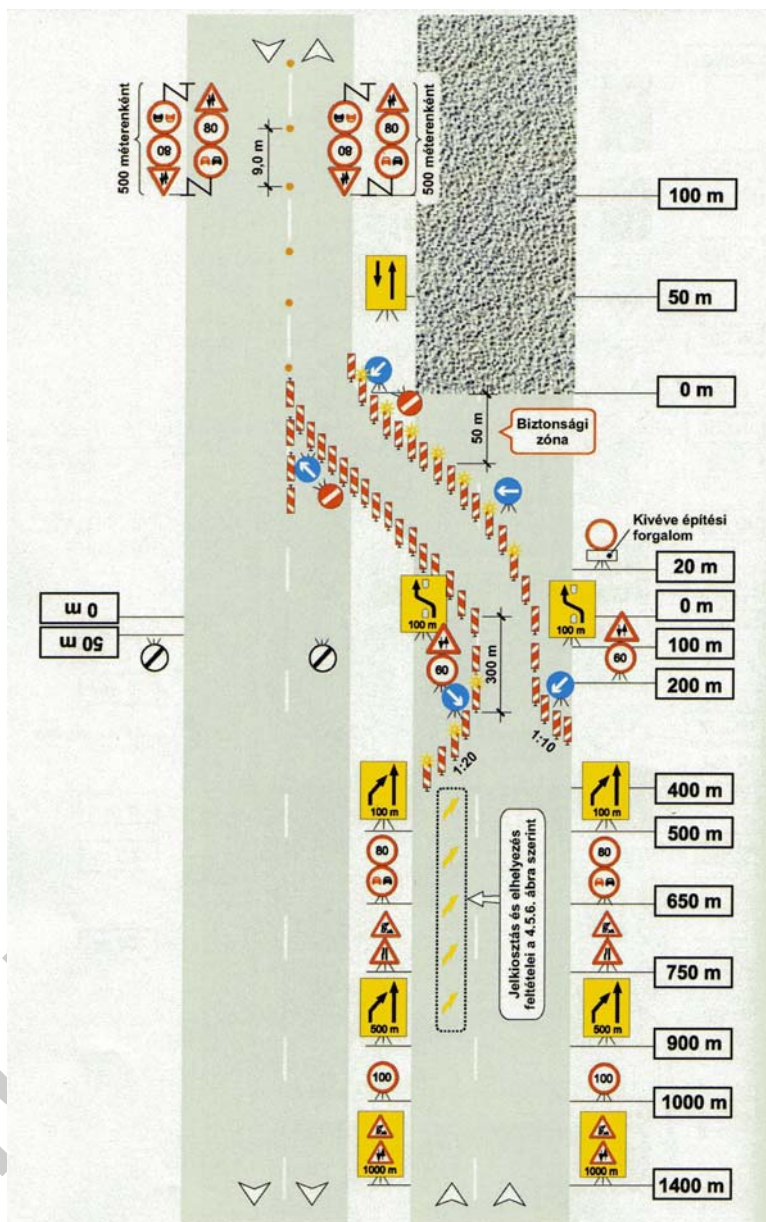 500 méterenként
80
80
9,0 m
80
80
500 méterenként
100 m
50 m
0 m
50 m
Biztonsági
zóna
Kivéve építési
forgalom
20 m
0 m
50 m
100 m
100 m
0 m
100 m
60
60
300 m
200 m
1:20
1:10
100 m
100 m
400 m
500 m
80
80
Jelkiosztás és elhelyezés
feltételei a 4.5.6. ábra szerint
650 m
750 m
500 m
500 m
900 m
100
100
1000 m
1000 m
1000 m
1400 m